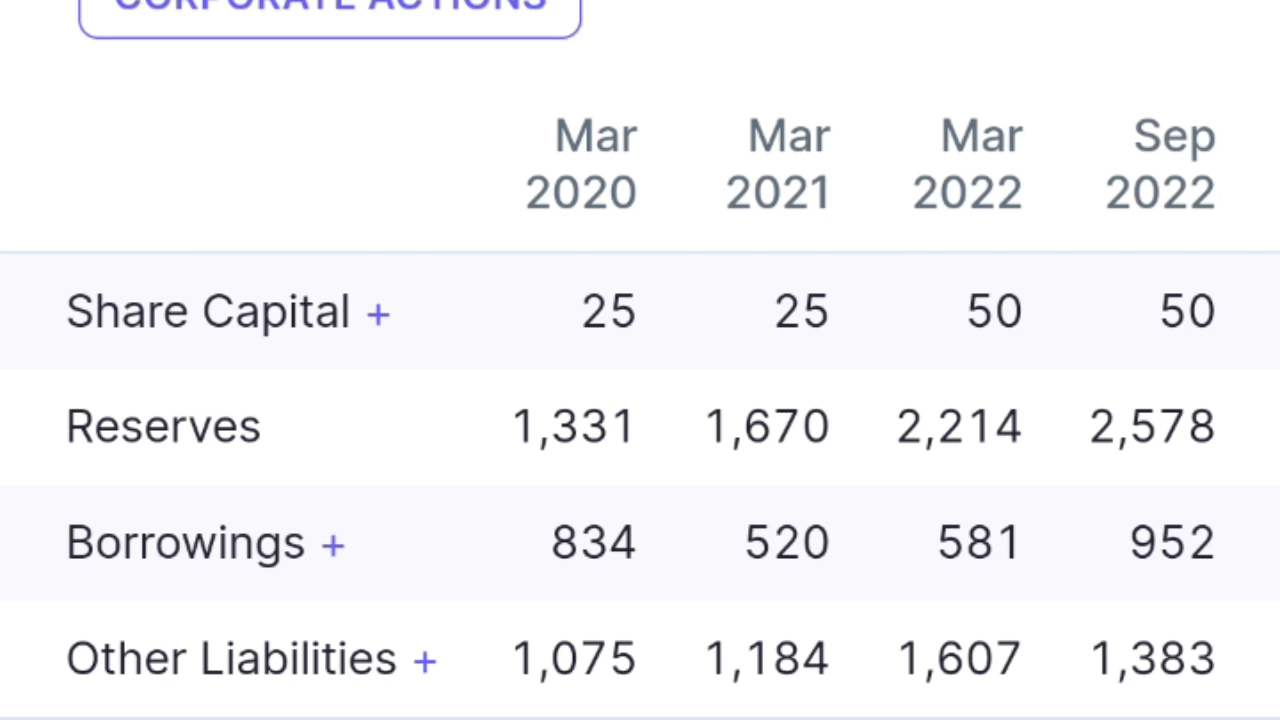 CORPORATE ACTIONS
Mar 2020 Mar 2021 Mar 2022 Sep 2022
Share Capital + 25 25 50 50
Reserves 1,331 1,670 2,214 2,578
Borrowings + 834 520 581 952
Other Liabilities + 1,075 1,184 1,607 1,383